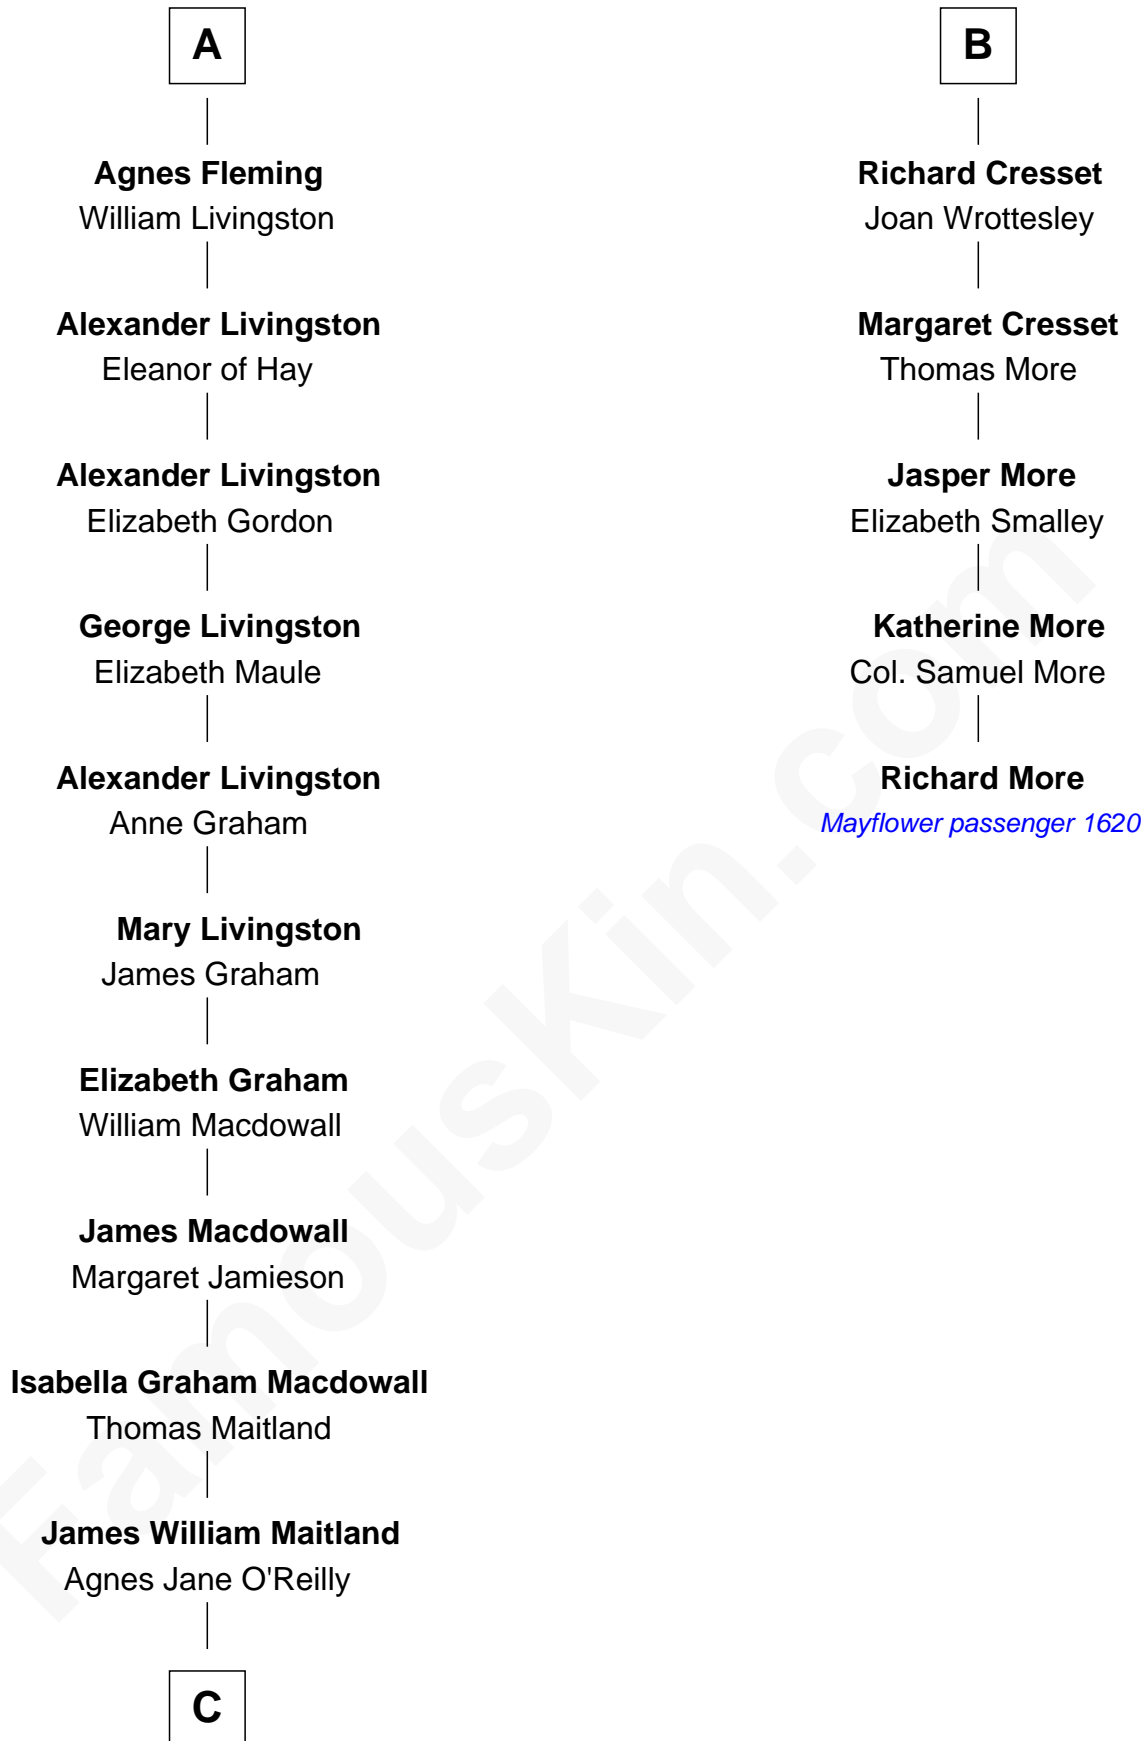 A
Agnes Fleming
William Livingston
Alexander Livingston
Eleanor of Hay
Alexander Livingston
Elizabeth Gordon
George Livingston
Elizabeth Maule
Alexander Livingston
Anne Graham
Mary Livingston
James Graham
Elizabeth Graham
William Macdowall
James Macdowall
Margaret Jamieson
Isabella Graham Macdowall
Thomas Maitland
James William Maitland
Agnes Jane O'Reilly
C
B
Richard Cresset
Joan Wrottesley
Margaret Cresset
Thomas More
Jasper More
Elizabeth Smalley
Katherine More
Col. Samuel More
Richard More
Mayflower passenger 1620
FamousKin.com